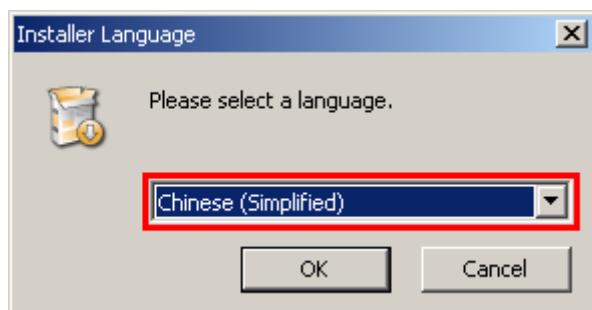 Installer Language
Please select a language.
Chinese (Simplified)
OK
Cancel